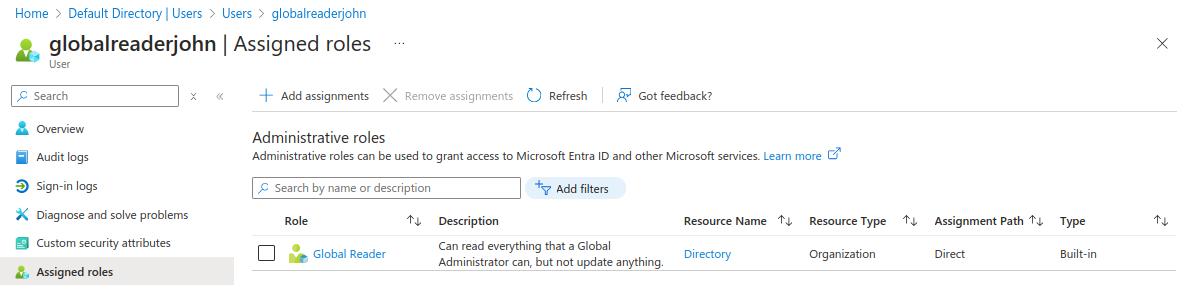 Home > Default Directory | Users > Users > globalreaderjohn
globalreaderjohn | Assigned roles ...
User
Search
Add assignments Remove assignments Refresh Got feedback?
Overview
Audit logs
Sign-in logs
Diagnose and solve problems
Custom security attributes
Assigned roles
Administrative roles
Administrative roles can be used to grant access to Microsoft Entra ID and other Microsoft services. Learn more
Search by name or description Add filters
Role Description Resource Name Resource Type Assignment Path Type
Global Reader Can read everything that a Global Directory Organization Direct Built-in
Administrator can, but not update anything.